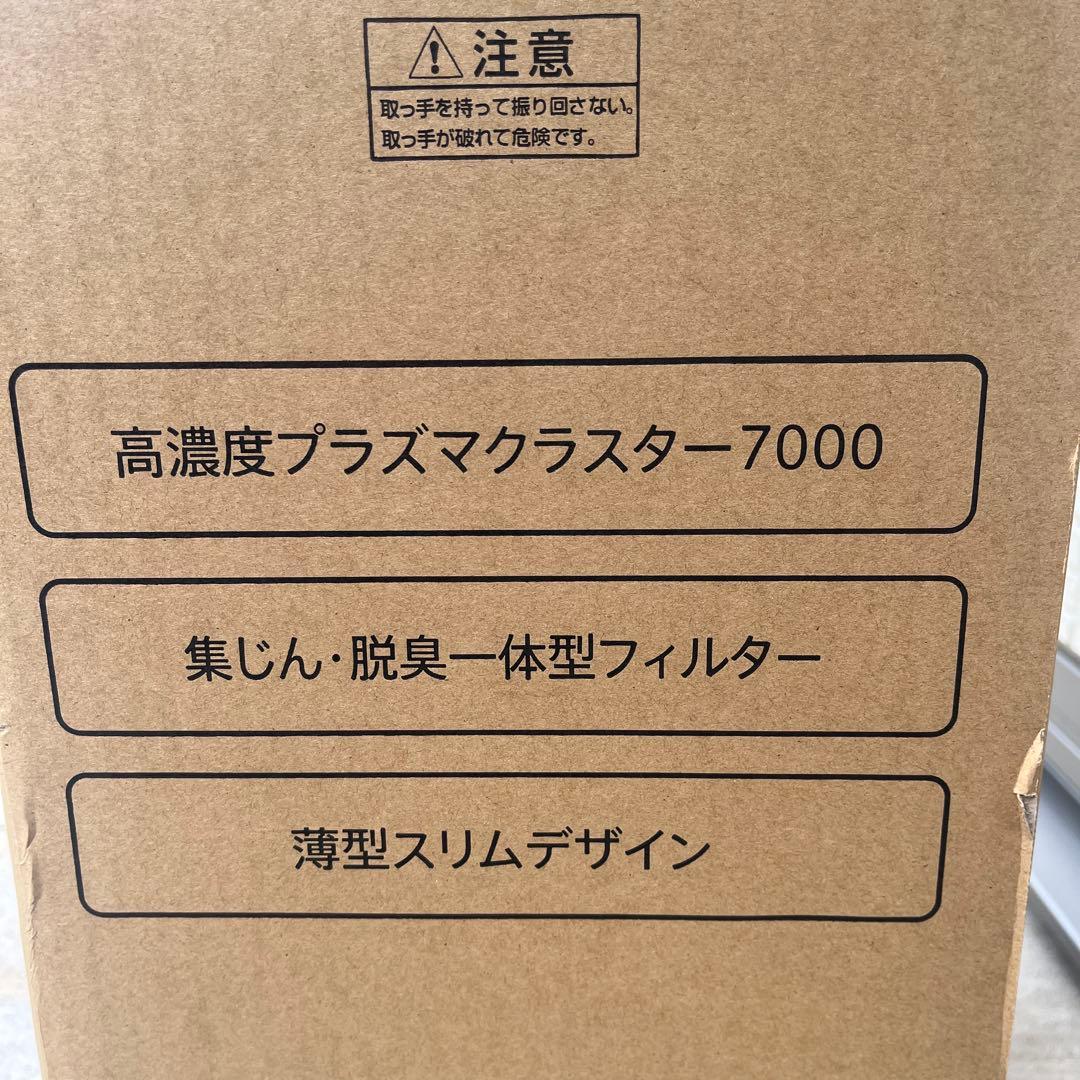 注意
取っ手を持って振り回さない。
取っ手が破れて危険です。
高濃度プラズマクラスター7000
集じん・脱臭一体型フィルター
薄型スリムデザイン